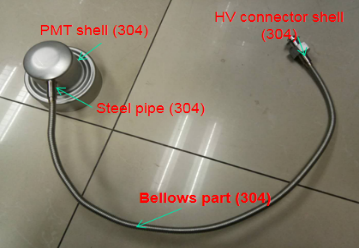 PMT shell (304)
HV connector shell
(304)
Steel pipe (304)
Bellows part (304)